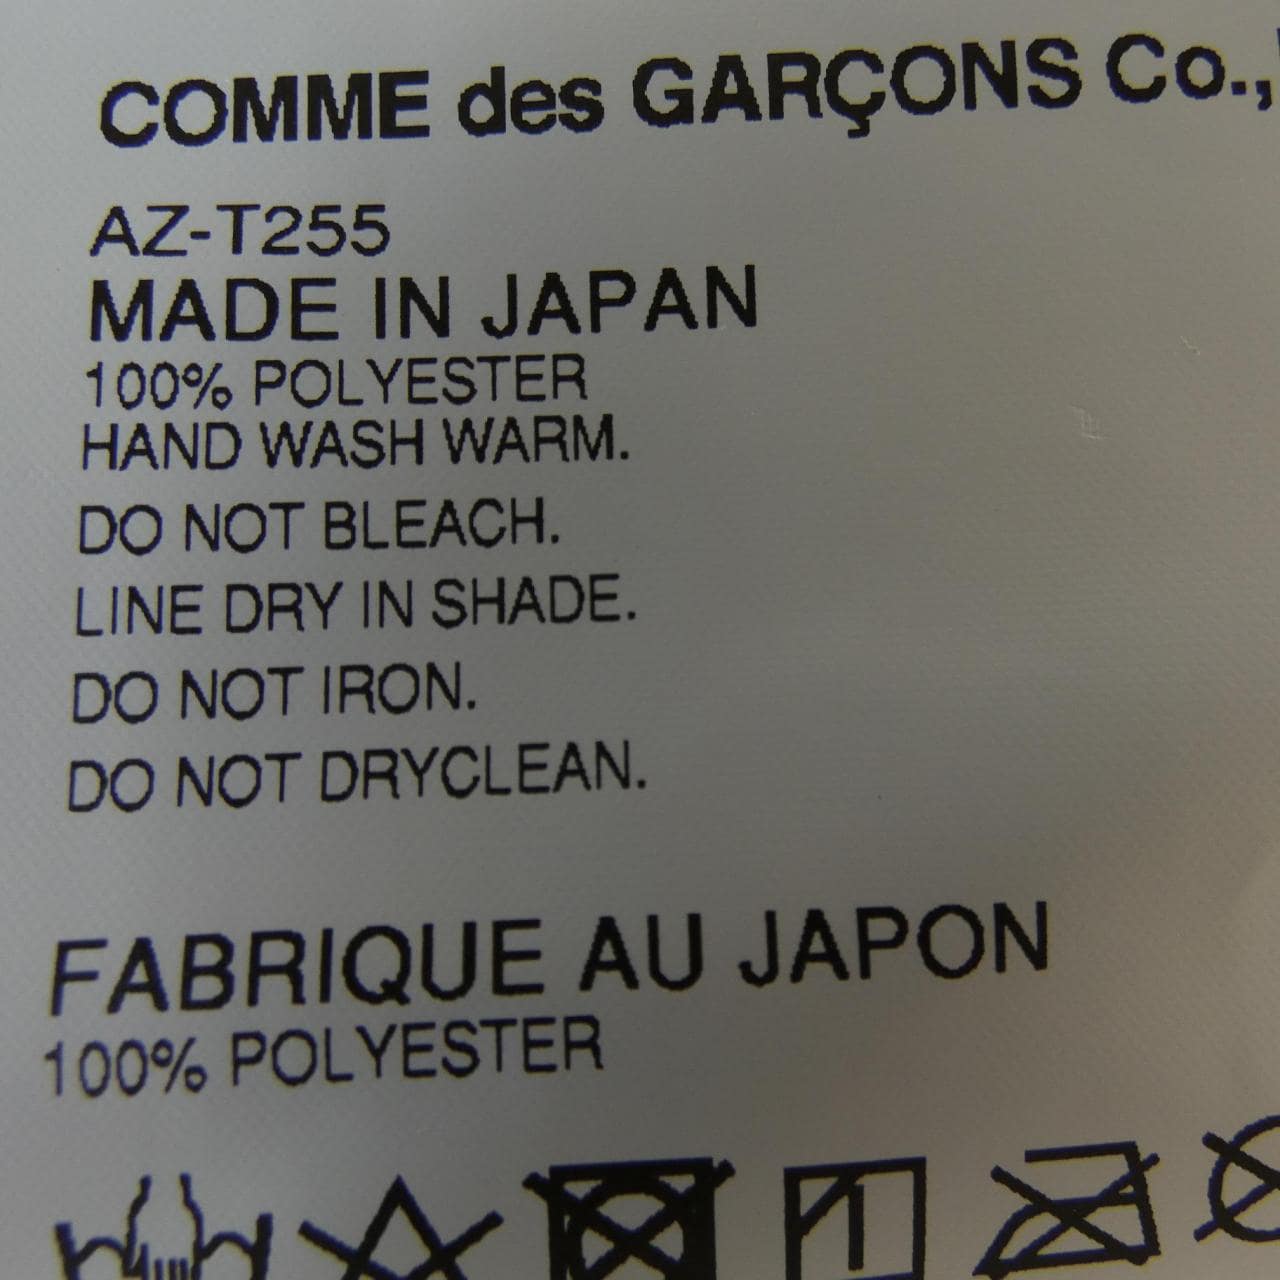 COMME des GARÇONS Co.,
AZ-T255
MADE IN JAPAN
100% POLYESTER
HAND WASH WARM.
DO NOT BLEACH.
LINE DRY IN SHADE.
DO NOT IRON.
DO NOT DRYCLEAN.
FABRIQUE AU JAPON
100% POLYESTER